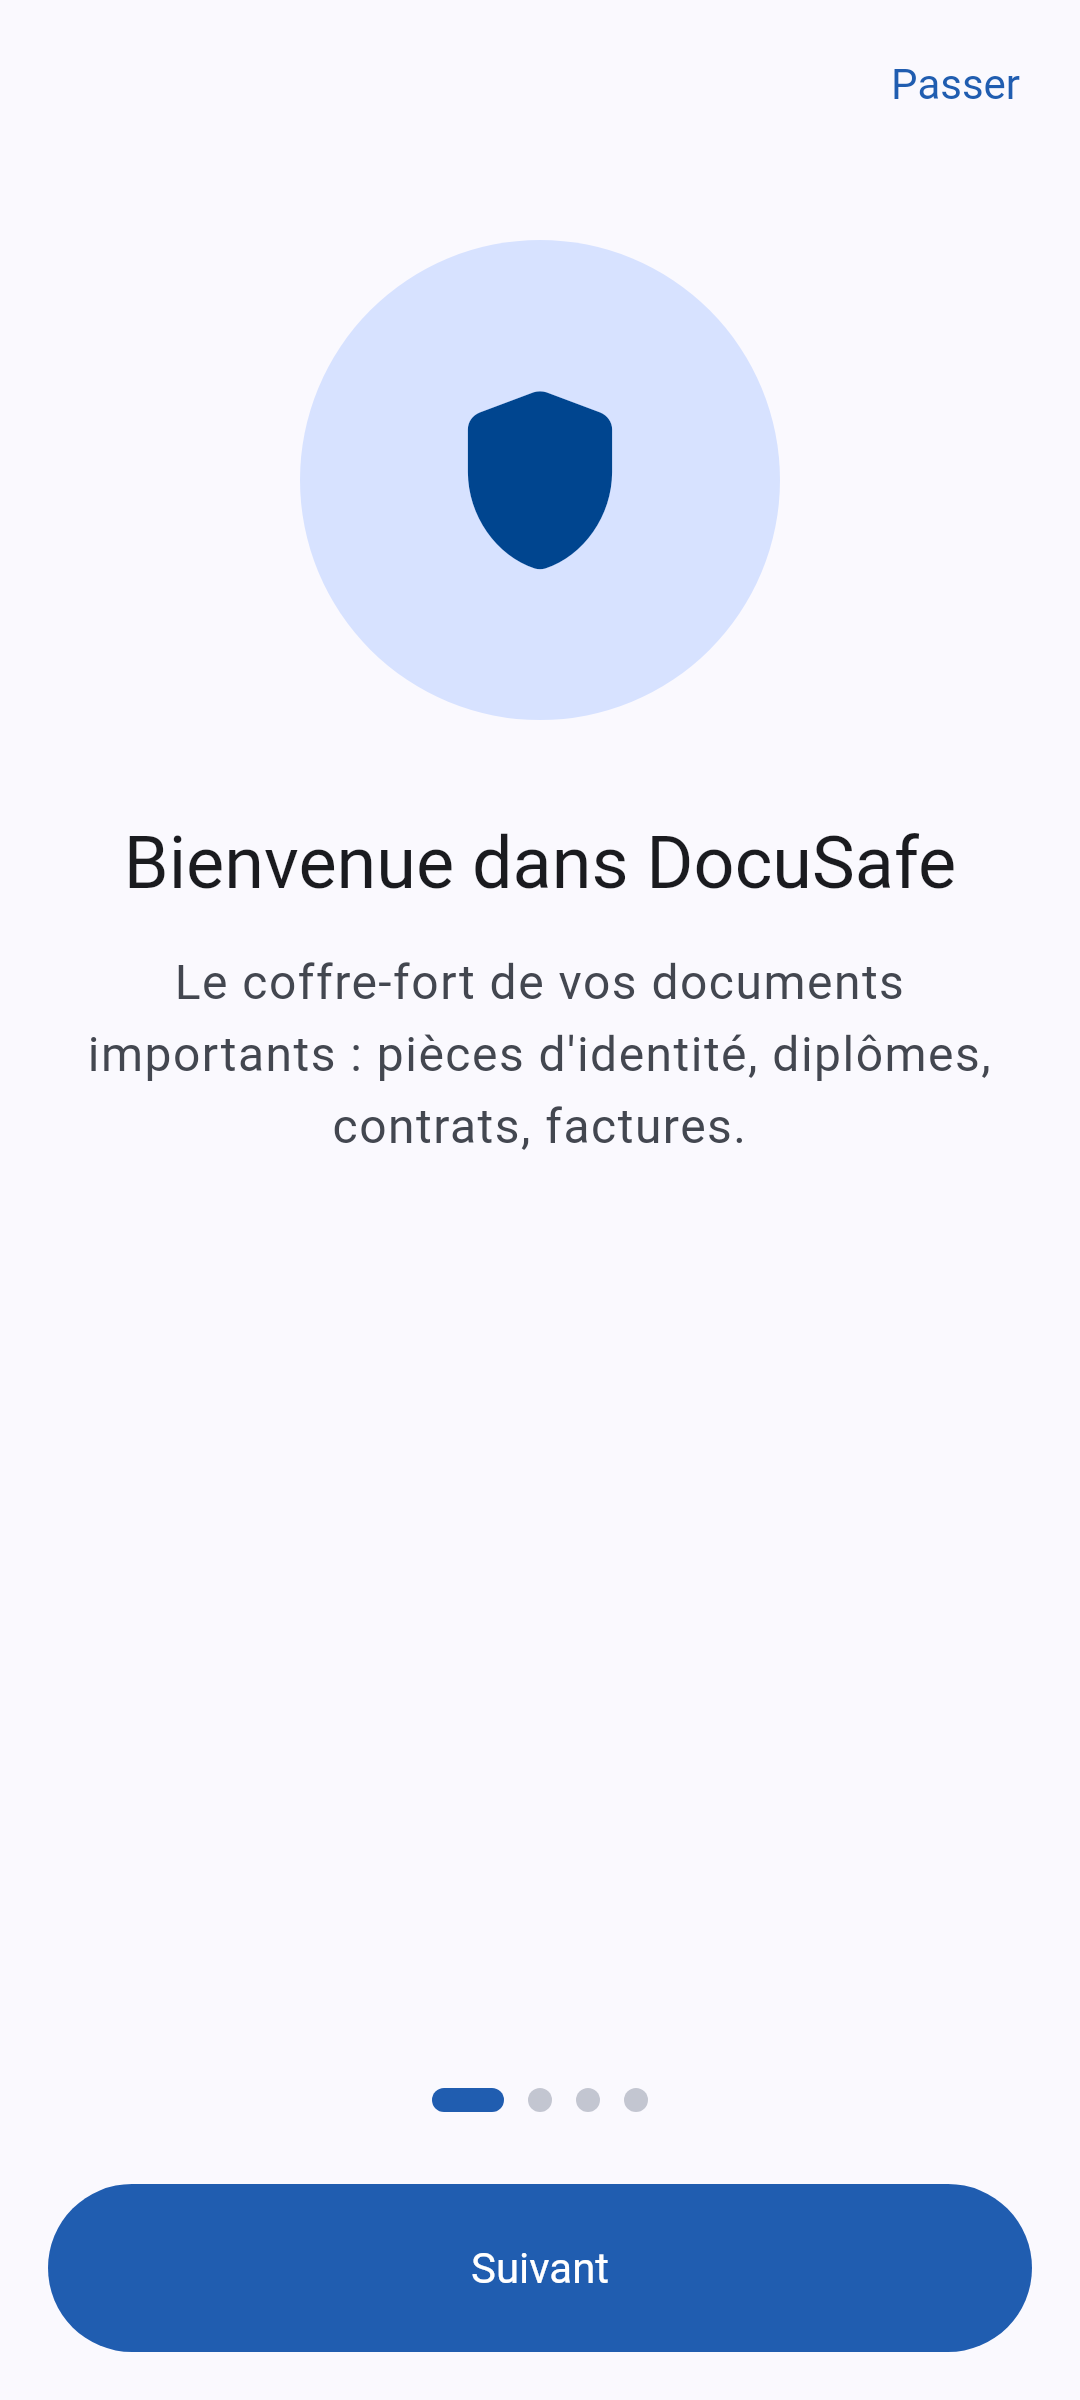 Passer
Bienvenue dans DocuSafe
Le coffre-fort de vos documents
importants : pièces d'identité, diplômes,
contrats, factures.
Suivant